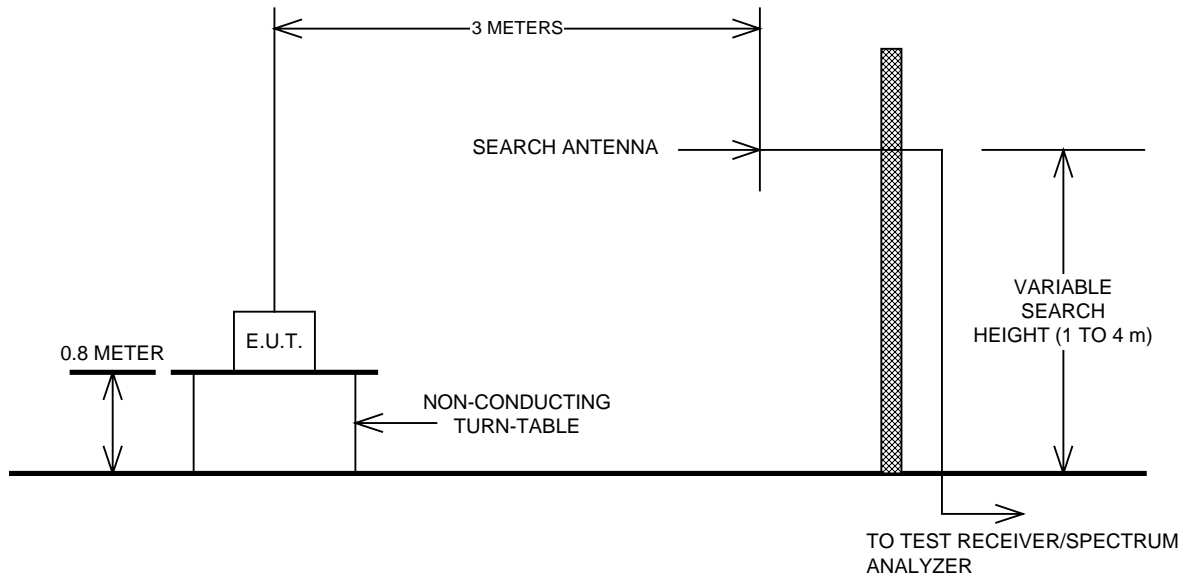 3 METERS
SEARCH ANTENNA
VARIABLE
SEARCH
HEIGHT (1 TO 4 m)
E.U.T.
0.8 METER
NON-CONDUCTING
TURN-TABLE
TO TEST RECEIVER/SPECTRUM
ANALYZER